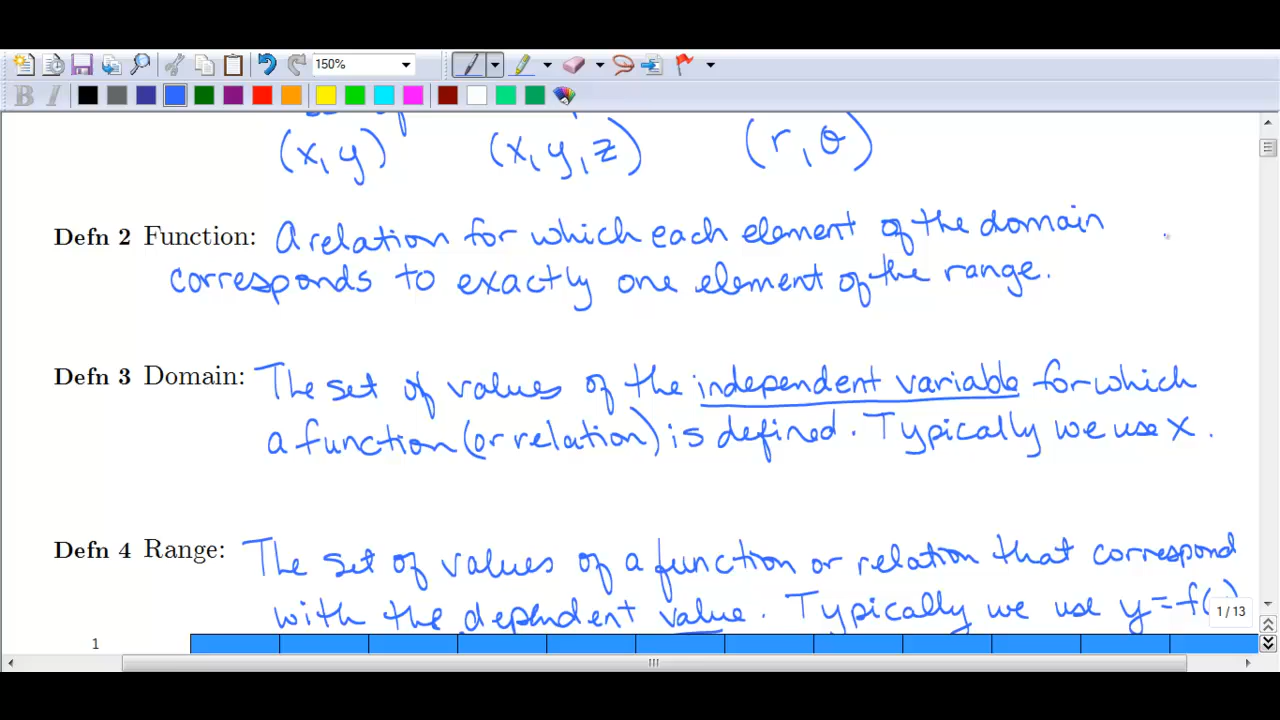 150%
B I
(x,y) (x,y,z) (r,θ)
Defn 2 Function: A relation for which each element of the domain
corresponds to exactly one element of the range.
Defn 3 Domain: The set of values of the independent variable for which
a function (or relation) is defined. Typically we use x.
Defn 4 Range: The set of values of a function or relation that correspond
with the dependent value. Typically we use y=f(
1/13
1